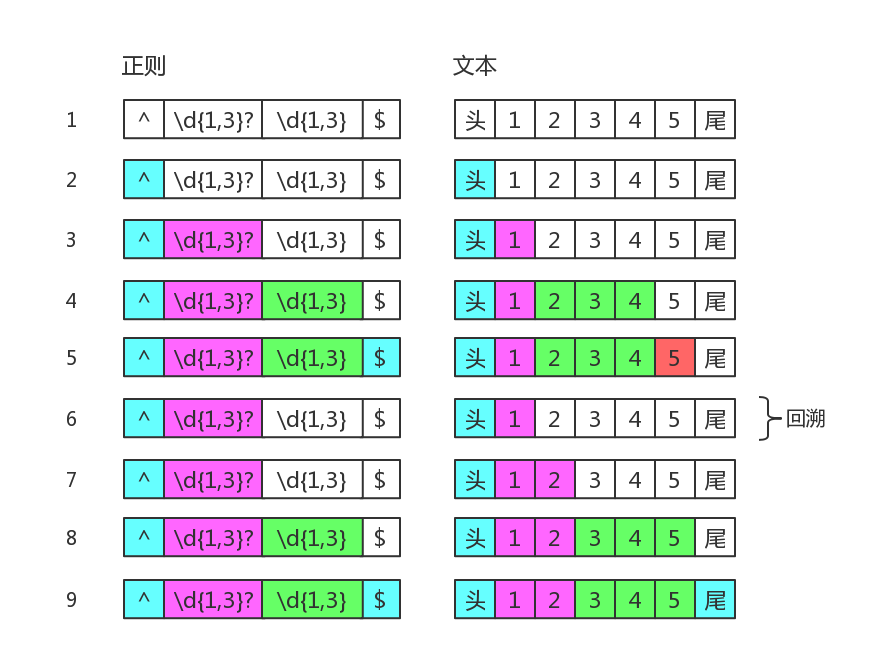 正则 文本
1 ^ \d{1,3}? \d{1,3} $ 头 1 2 3 4 5 尾
2 ^ \d{1,3}? \d{1,3} $ 头 1 2 3 4 5 尾
3 ^ \d{1,3}? \d{1,3} $ 头 1 2 3 4 5 尾
4 ^ \d{1,3}? \d{1,3} $ 头 1 2 3 4 5 尾
5 ^ \d{1,3}? \d{1,3} $ 头 1 2 3 4 5 尾
6 ^ \d{1,3}? \d{1,3} $ 头 1 2 3 4 5 尾 回溯
7 ^ \d{1,3}? \d{1,3} $ 头 1 2 3 4 5 尾
8 ^ \d{1,3}? \d{1,3} $ 头 1 2 3 4 5 尾
9 ^ \d{1,3}? \d{1,3} $ 头 1 2 3 4 5 尾